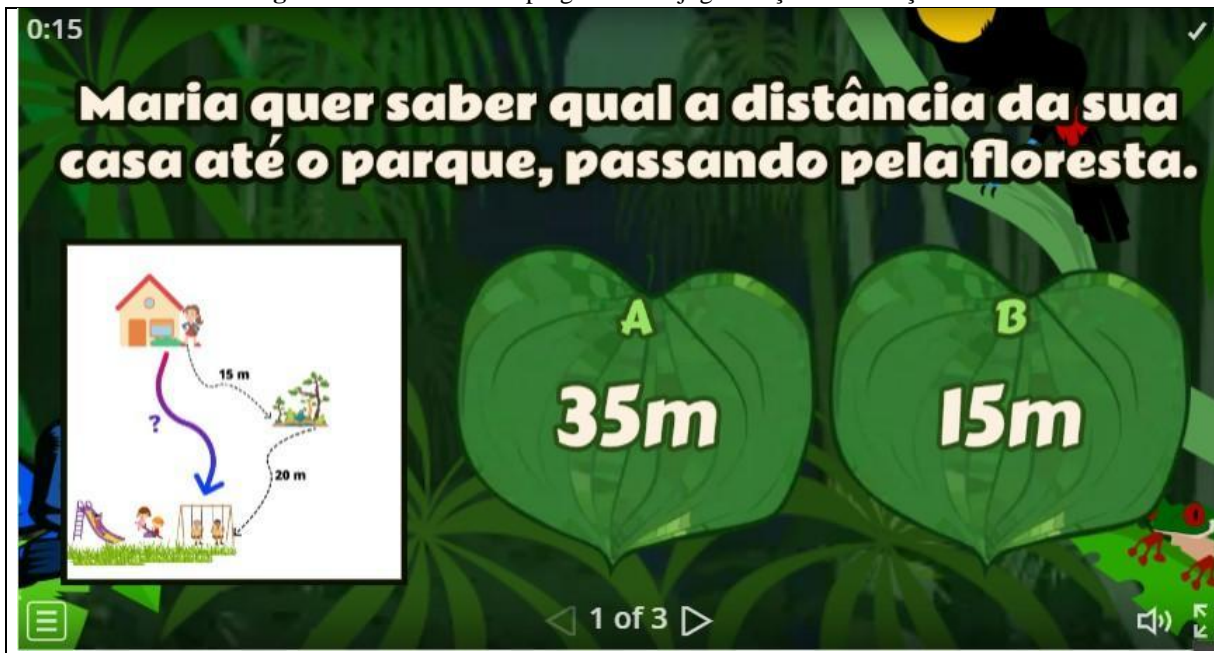 0:15
Maria quer saber qual a distância da sua
casa até o parque, passando pela floresta.
15 m
?
20 m
A
35m
B
15m
1 of 3